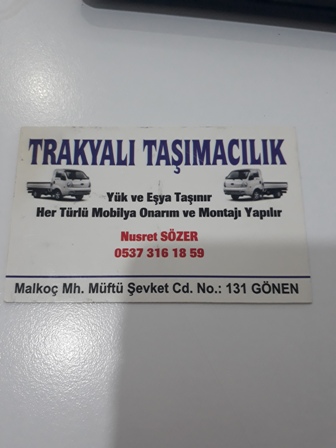 TRAKYALI TAŞIMACILIK
Yük ve Eşya Taşınır
Her Türlü Mobilya Onarım ve Montajı Yapılır
Nusret SÖZER
0537 316 18 59
Malkoç Mh. Müftü Şevket Cd. No.: 131 GÖNEN